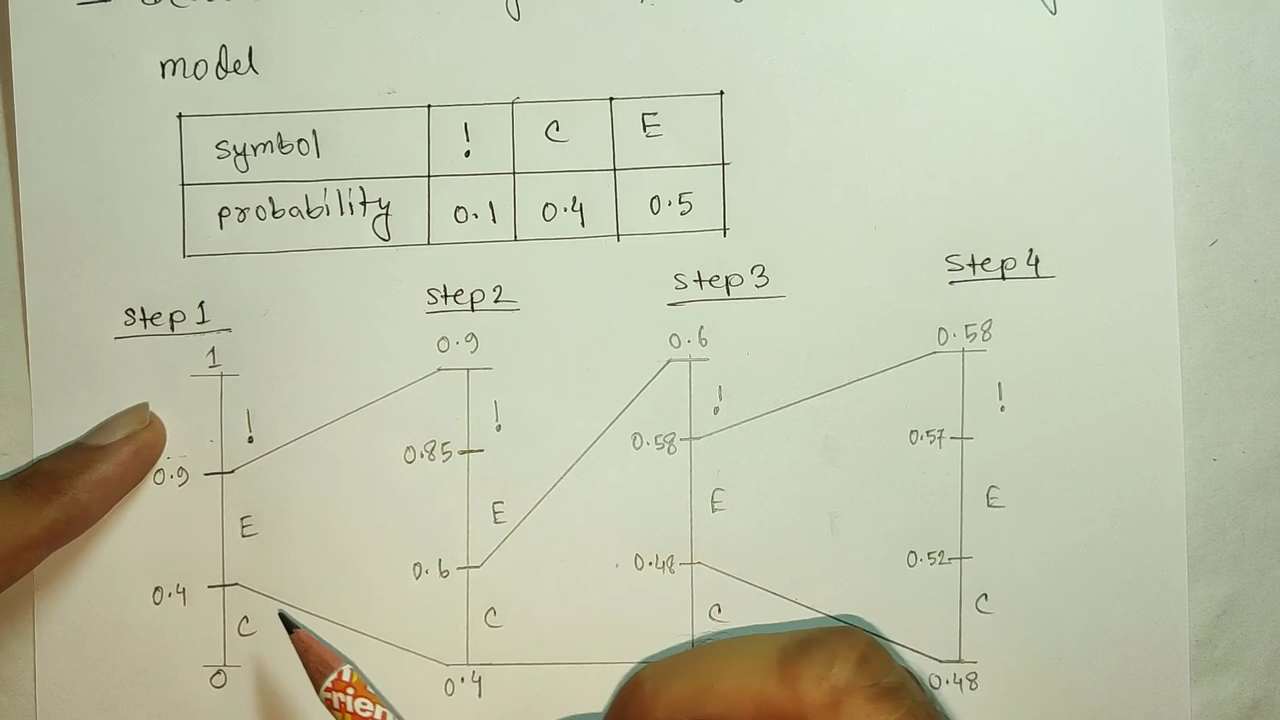 model
symbol ! C E
probability 0.1 0.4 0.5
step 1 step 2 step 3 step 4
1 0.9 0.6 0.58
! ! ! !
0.9 0.85 0.58 0.57
E E E E
0.4 0.6 0.48 0.52
C C C C
0 0.4 0.48